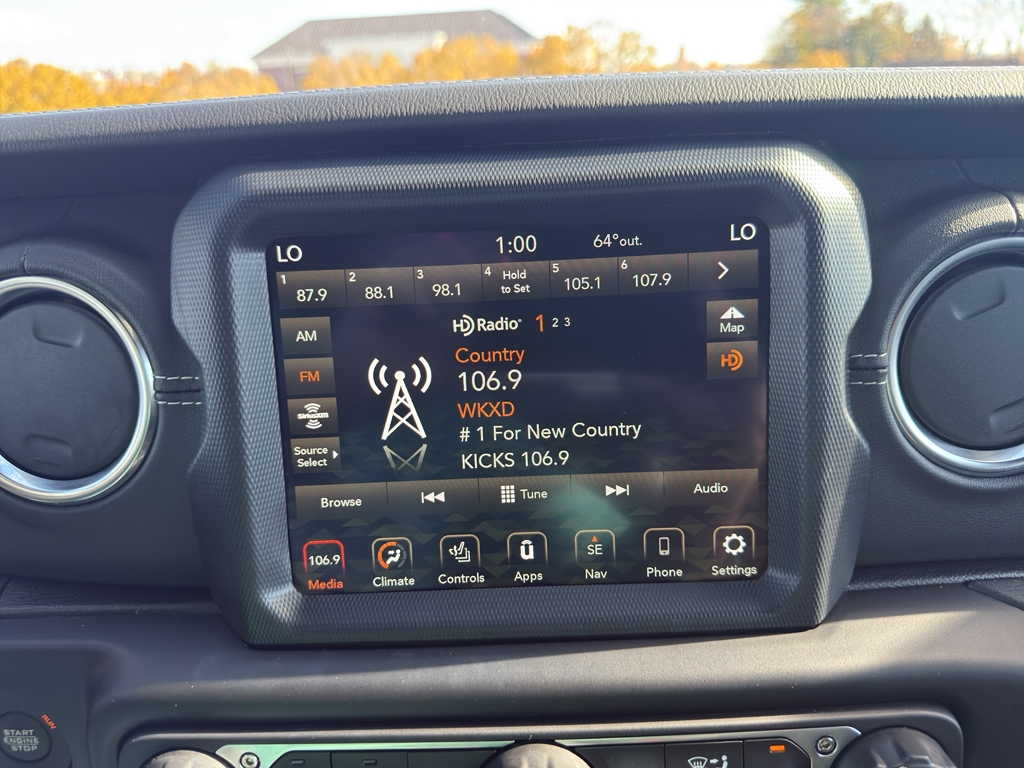 LO 1:00 64°out. LO
1 87.9 2 88.1 3 98.1 4 Hold to Set 5 105.1 6 107.9
AM
HD Radio 1 2 3
Map
FM
Country
HD
106.9
SiriusXM
WKXD
# 1 For New Country
Source
Select
KICKS 106.9
Browse Tune Audio
106.9 SE
Media Climate Controls Apps Nav Phone Settings
RUN
START
ENGINE
STOP